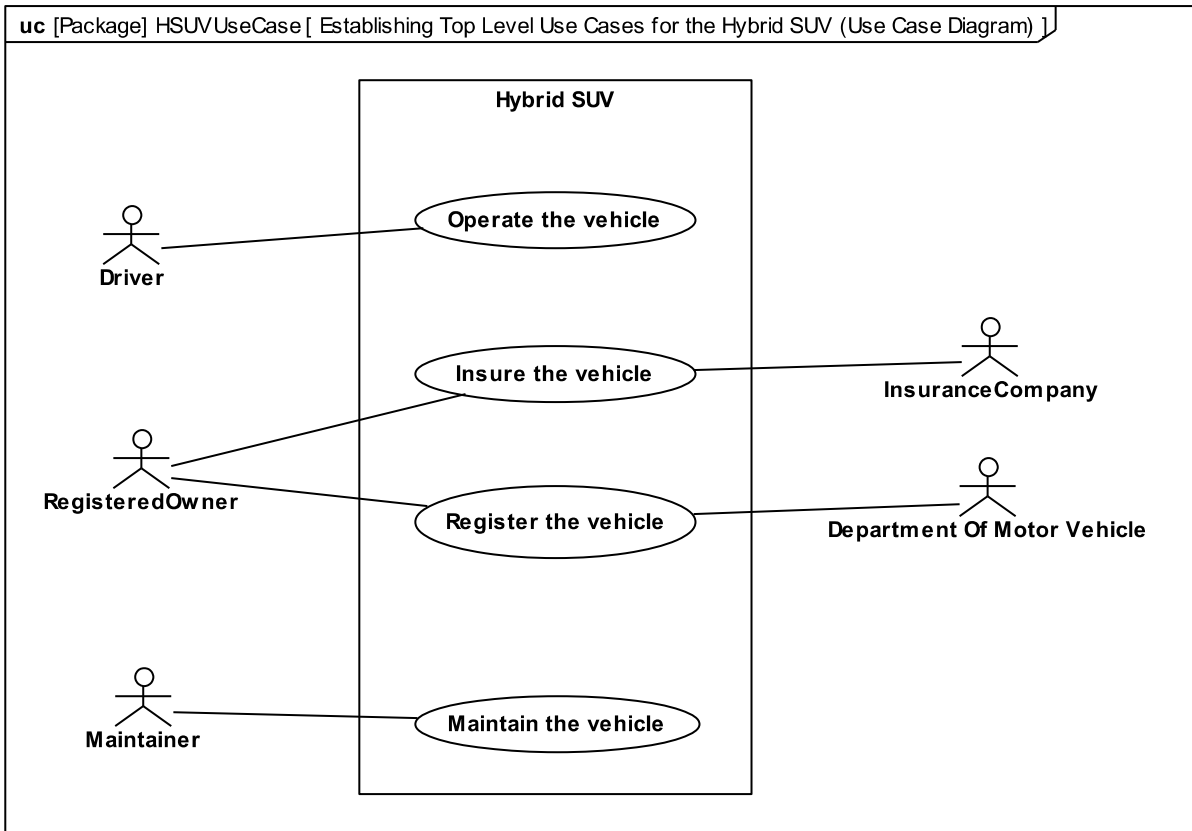 uc [Package] HSUVUseCase [ Establishing Top Level Use Cases for the Hybrid SUV (Use Case Diagram) ]
Hybrid SUV
Operate the vehicle
Driver
Insure the vehicle
InsuranceCompany
RegisteredOwner
Register the vehicle
Department Of Motor Vehicle
Maintain the vehicle
Maintainer